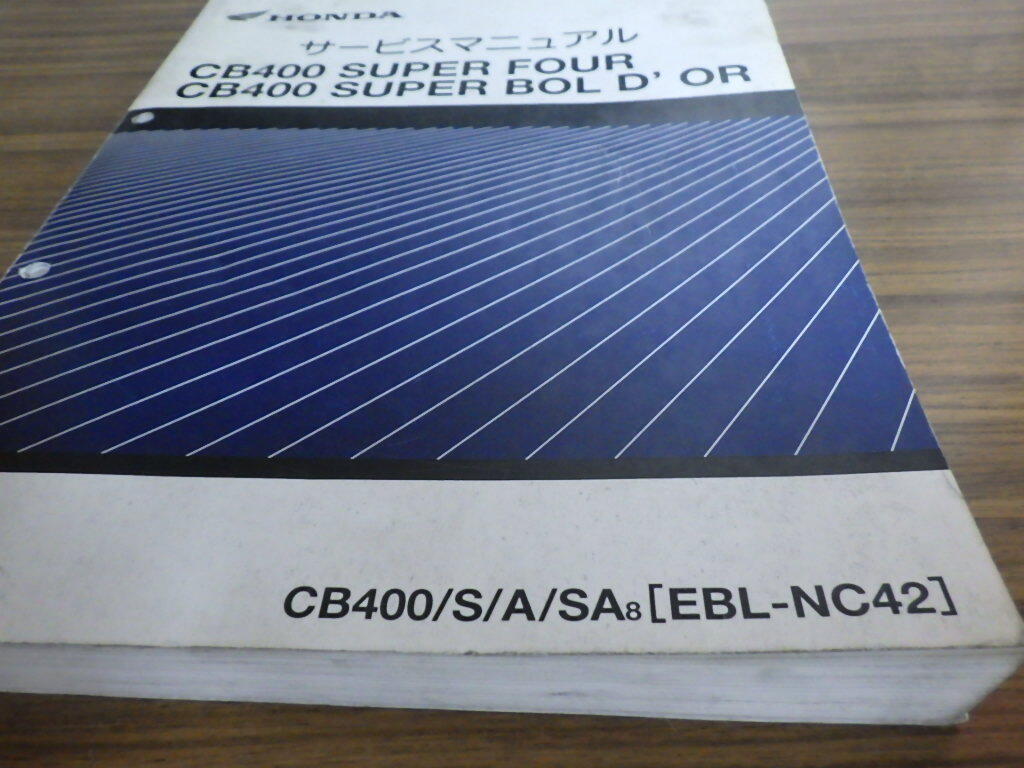 HONDA
サービスマニュアル
CB400 SUPER FOUR
CB400 SUPER BOL D' OR
CB400/S/A/SA8 [EBL-NC42]